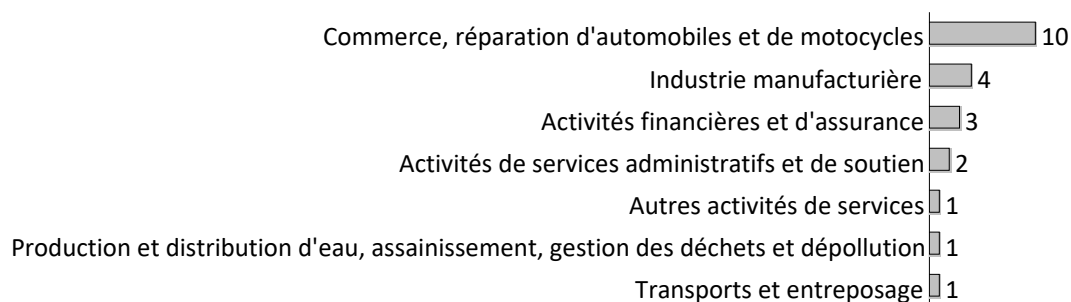 Commerce, réparation d'automobiles et de motocycles 10
Industrie manufacturière 4
Activités financières et d'assurance 3
Activités de services administratifs et de soutien 2
Autres activités de services 1
Production et distribution d'eau, assainissement, gestion des déchets et dépollution 1
Transports et entreposage 1